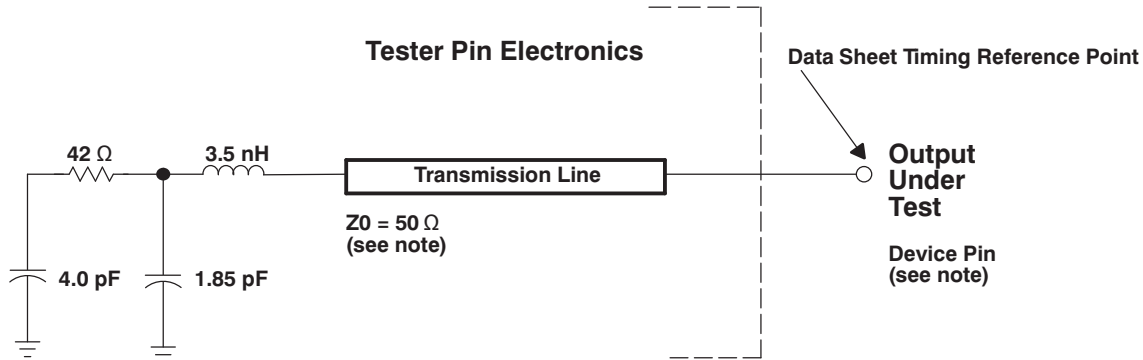 Tester Pin Electronics
Data Sheet Timing Reference Point
42 Ω
3.5 nH
Transmission Line
Output
Under
Test
Z0 = 50 Ω
(see note)
Device Pin
(see note)
4.0 pF
1.85 pF